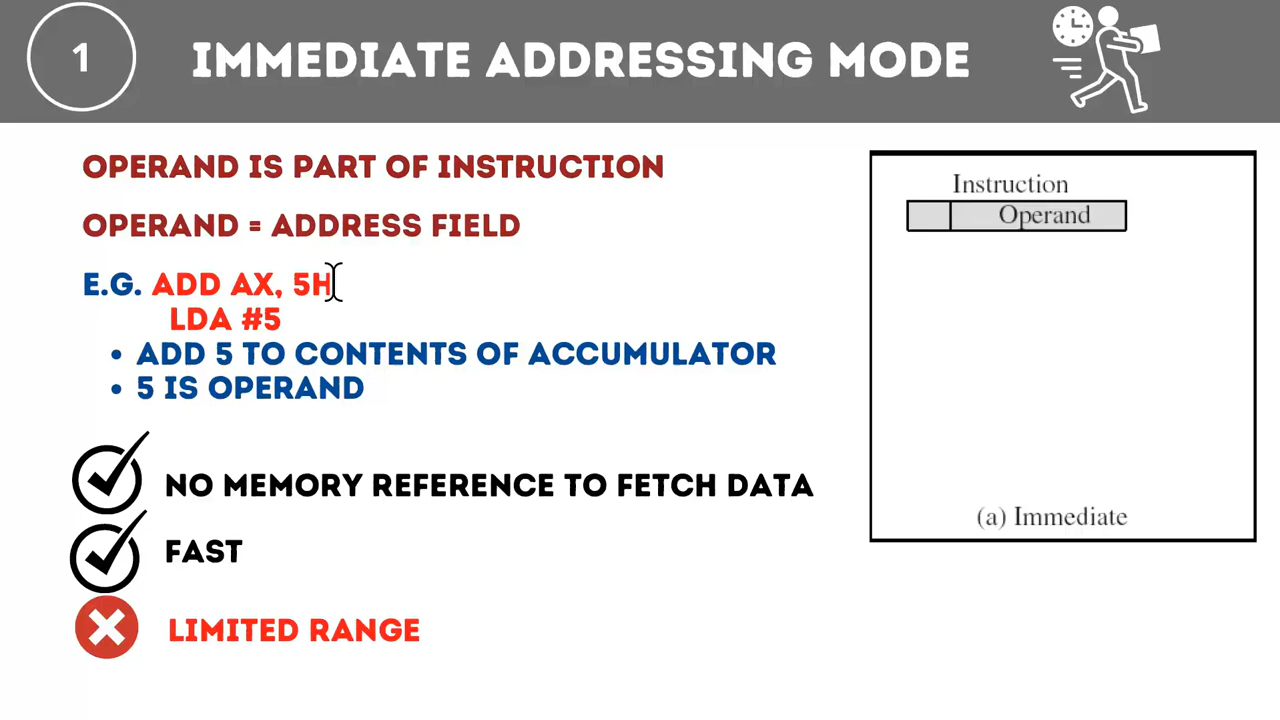 1
IMMEDIATE ADDRESSING MODE
OPERAND IS PART OF INSTRUCTION
OPERAND = ADDRESS FIELD
E.G. ADD AX, 5H
LDA #5
• ADD 5 TO CONTENTS OF ACCUMULATOR
• 5 IS OPERAND
NO MEMORY REFERENCE TO FETCH DATA
FAST
LIMITED RANGE
Instruction
Operand
(a) Immediate